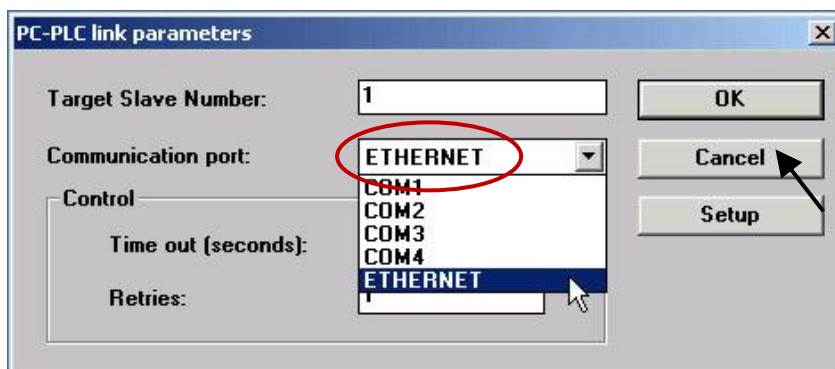 PC-PLC link parameters
Target Slave Number: 1 OK
Communication port: ETHERNET Cancel
COM1
Control COM2 Setup
COM3
Time out (seconds): COM4
ETHERNET
Retries: 1